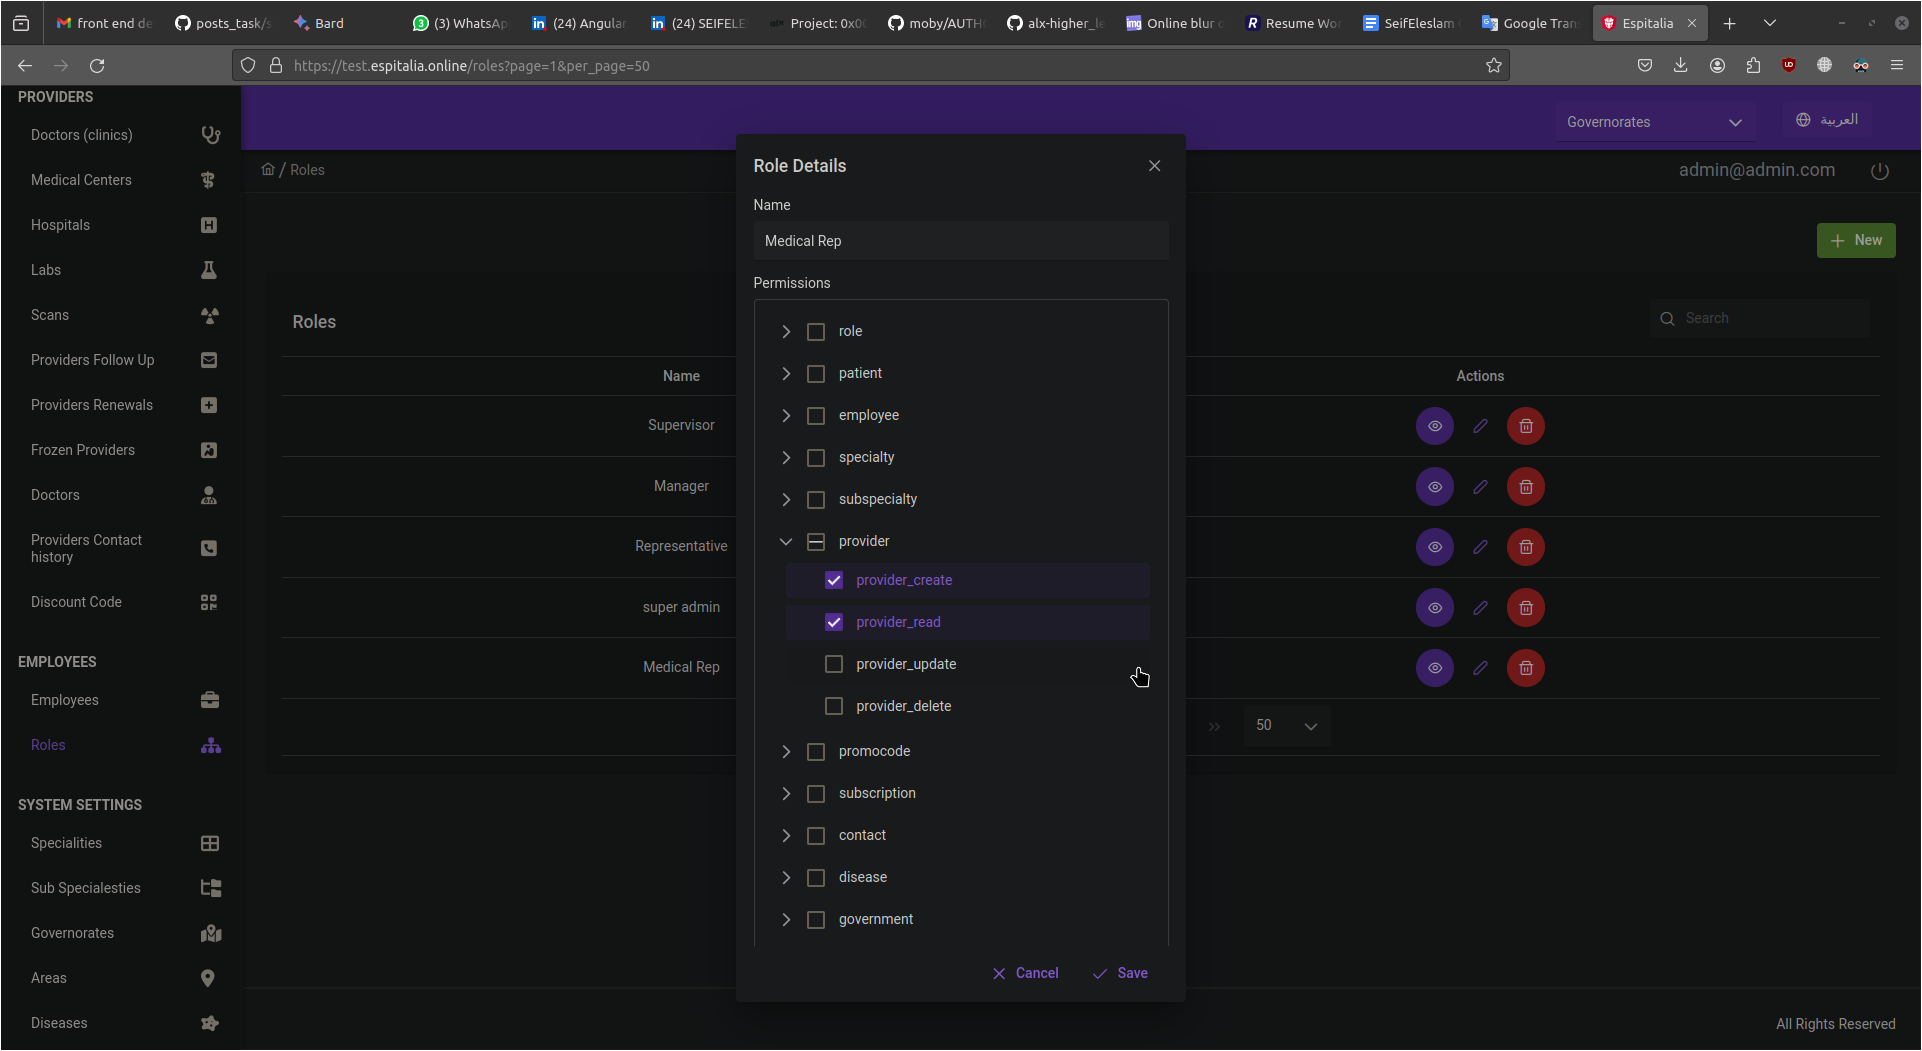 front end de
posts_task/s
Bard
(3) WhatsAp
(24) Angular
(24) SEIFELE
Project: 0x0
moby/AUTH
alx-higher_le
Online blur o
Resume Wor
SeifEleslam
Google Tran
Espitalia
https://test.espitalia.online/roles?page=1&per_page=50
PROVIDERS
Doctors (clinics)
Medical Centers
Hospitals
Labs
Scans
Providers Follow Up
Providers Renewals
Frozen Providers
Doctors
Providers Contact
history
Discount Code
EMPLOYEES
Employees
Roles
SYSTEM SETTINGS
Specialities
Sub Specialesties
Governorates
Areas
Diseases
Governorates
العربية
/ Roles
admin@admin.com
New
Roles
Search
Name
Actions
Supervisor
Manager
Representative
super admin
Medical Rep
50
Role Details
Name
Medical Rep
Permissions
role
patient
employee
specialty
subspecialty
provider
provider_create
provider_read
provider_update
provider_delete
promocode
subscription
contact
disease
government
Cancel
Save
All Rights Reserved